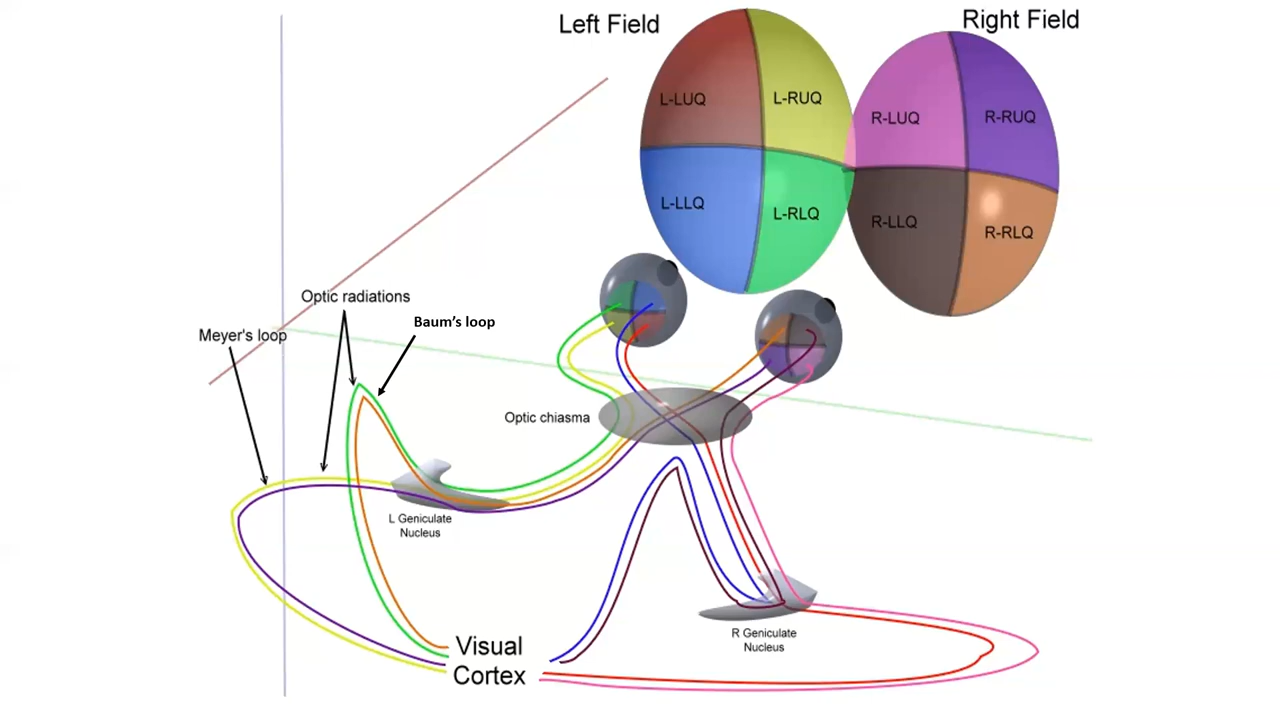 Left Field
Right Field
L-LUQ
L-RUQ
R-LUQ
R-RUQ
L-LLQ
L-RLQ
R-LLQ
R-RLQ
Optic radiations
Meyer's loop
Baum's loop
Optic chiasma
L Geniculate
Nucleus
R Geniculate
Nucleus
Visual
Cortex